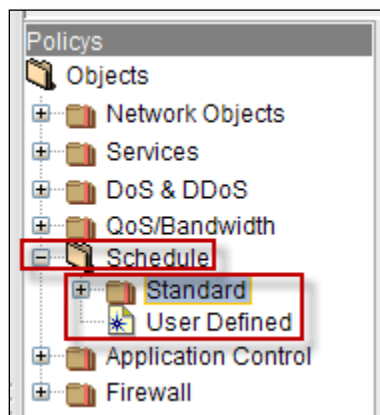 Policys
Objects
Network Objects
Services
DoS & DDoS
QoS/Bandwidth
Schedule
Standard
User Defined
Application Control
Firewall